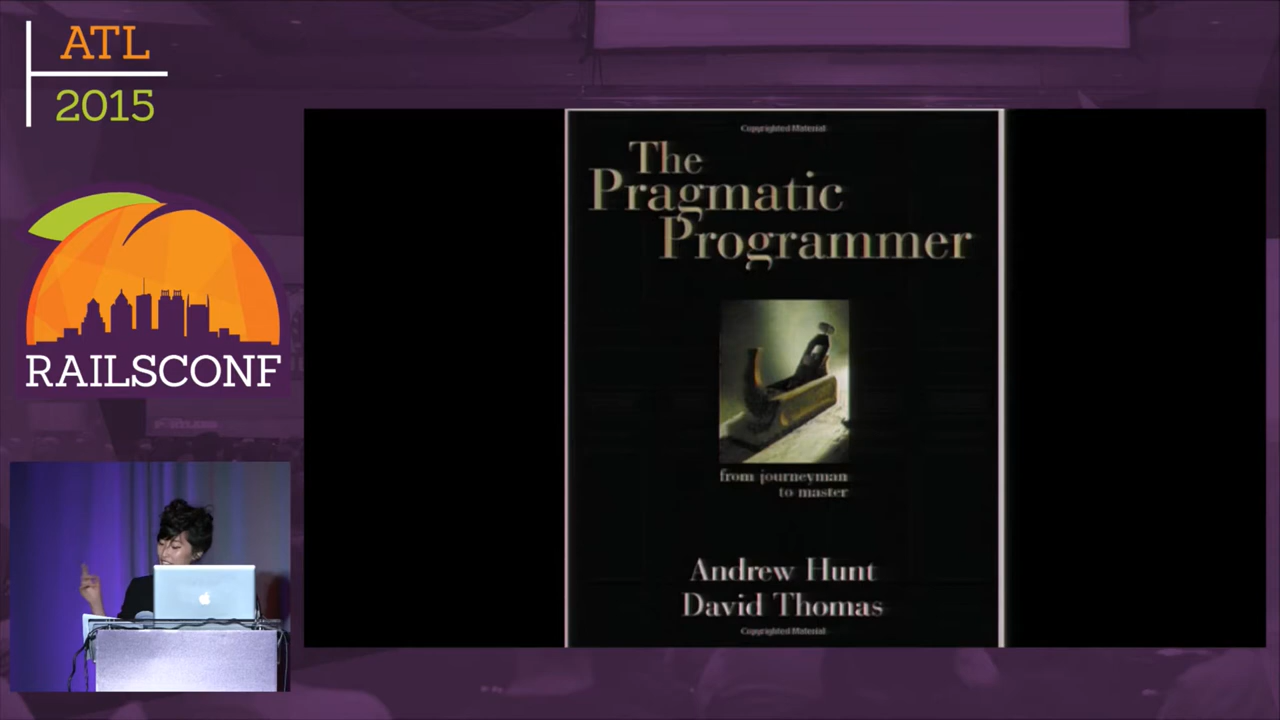 ATL
2015
RAILSCONF
Copyrighted Material
The
Pragmatic
Programmer
from journeyman
to master
Andrew Hunt
David Thomas
Copyrighted Material